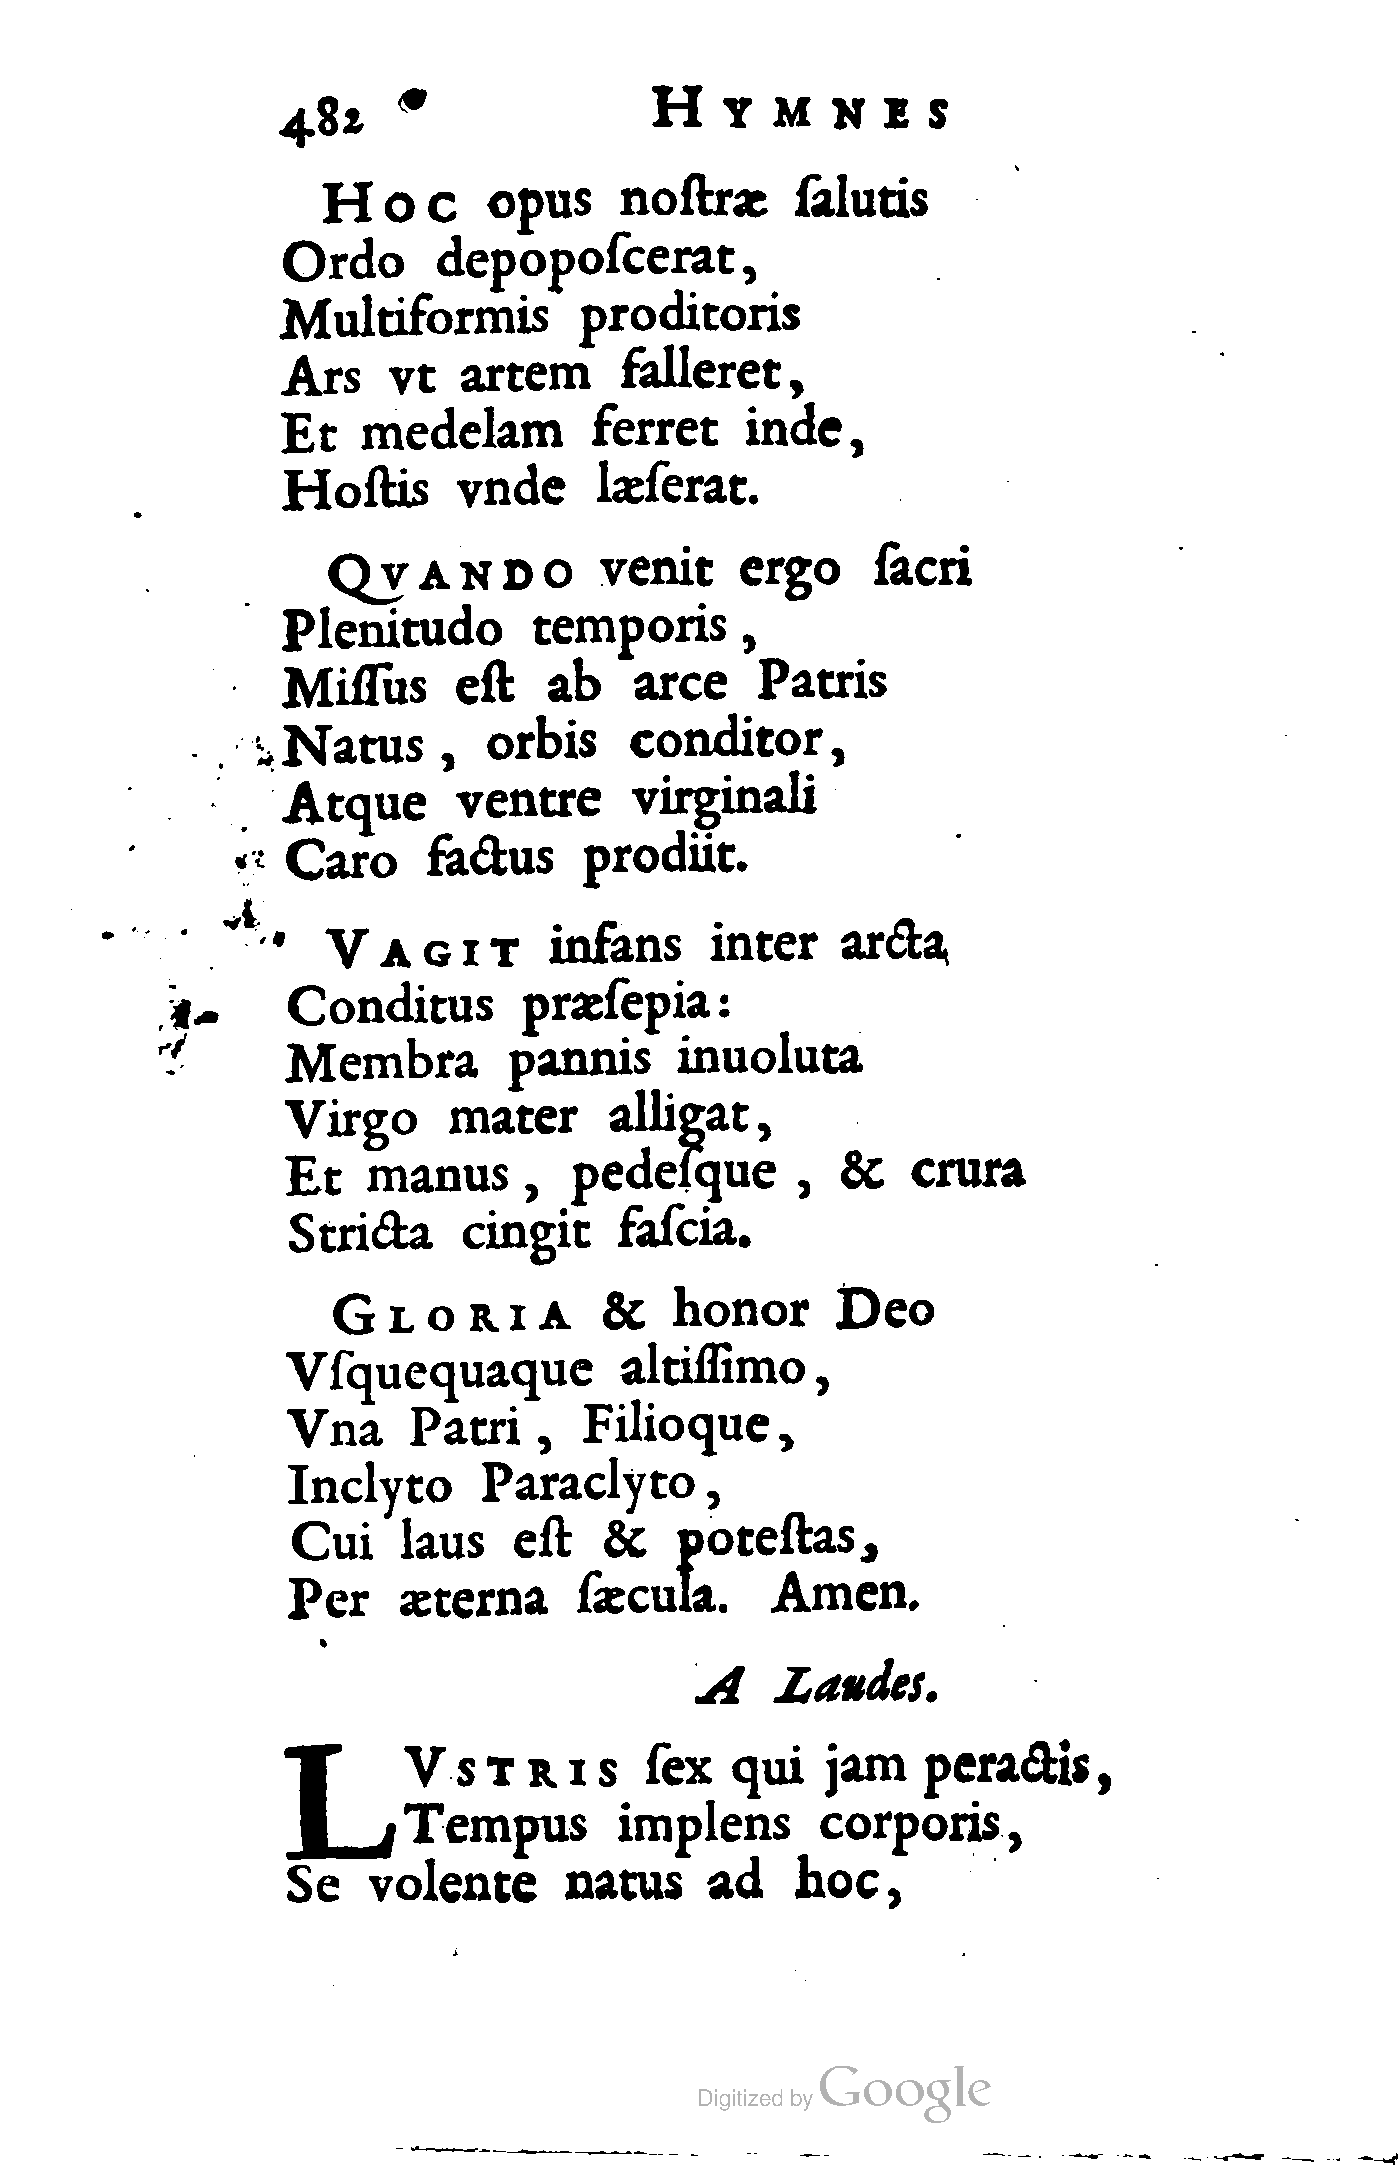 482 HYMNES
HOC opus noſtræ ſalutis
Ordo depopoſcerat,
Multiformis proditoris
Ars vt artem falleret,
Et medelam ferret inde,
Hoſtis vnde læſerat.
QVANDO venit ergo ſacri
Plenitudo temporis,
Miſſus eſt ab arce Patris
Natus, orbis conditor,
Atque ventre virginali
Caro factus prodiit.
VAGIT infans inter arcta
Conditus præſepia:
Membra pannis inuoluta
Virgo mater alligat,
Et manus, pedeſque, & crura
Stricta cingit faſcia.
GLORIA & honor Deo
Vſquequaque altiſſimo,
Vna Patri, Filioque,
Inclyto Paraclyto,
Cui laus eſt & poteſtas,
Per æterna ſæcula. Amen.
A Laudes.
LVSTRIS ſex qui jam peractis,
Tempus implens corporis,
Se volente natus ad hoc,
Digitized by Google